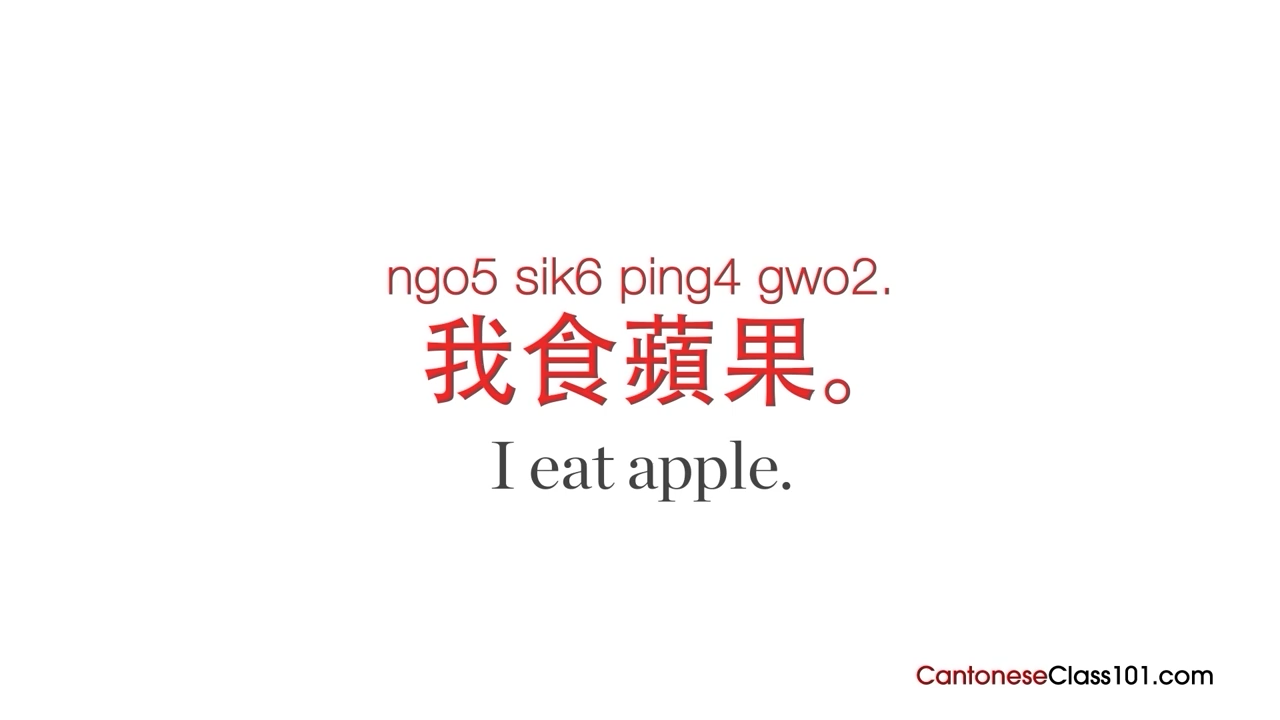 ngo5 sik6 ping4 gwo2.
我食蘋果。
I eat apple.
CantoneseClass101.com